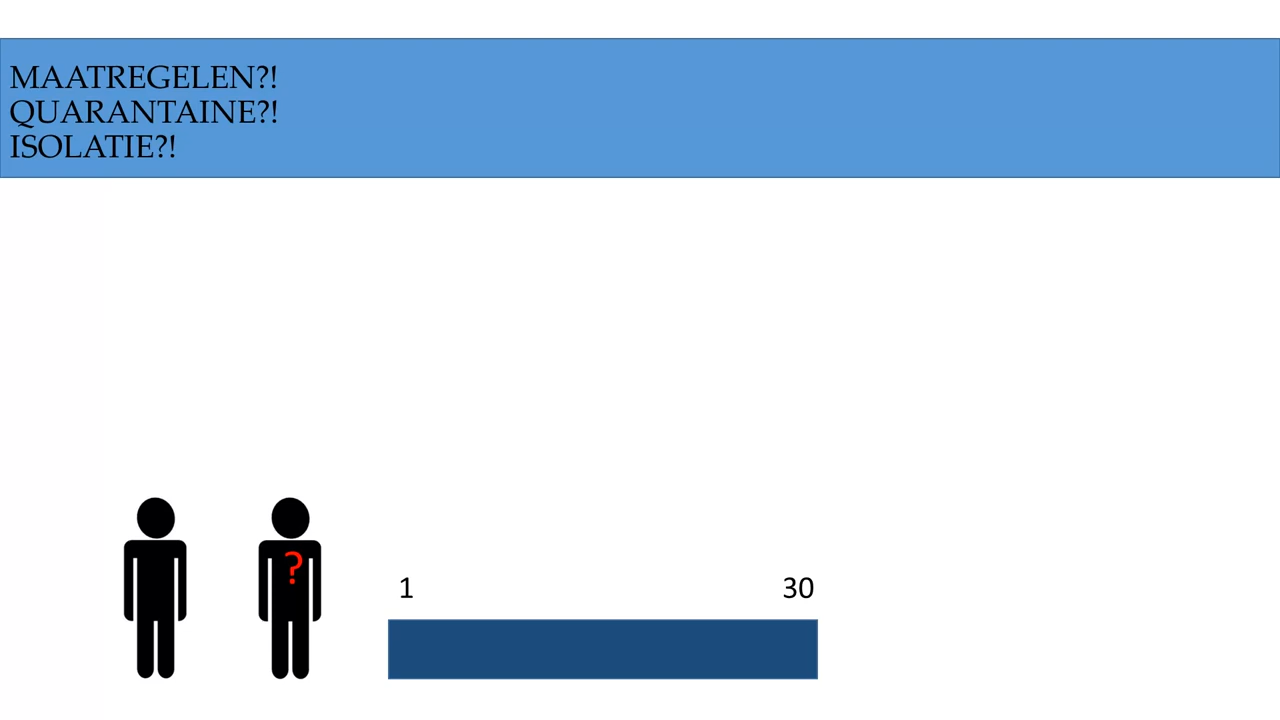 MAATREGELEN?!
QUARANTAINE?!
ISOLATIE?!
?
1 30